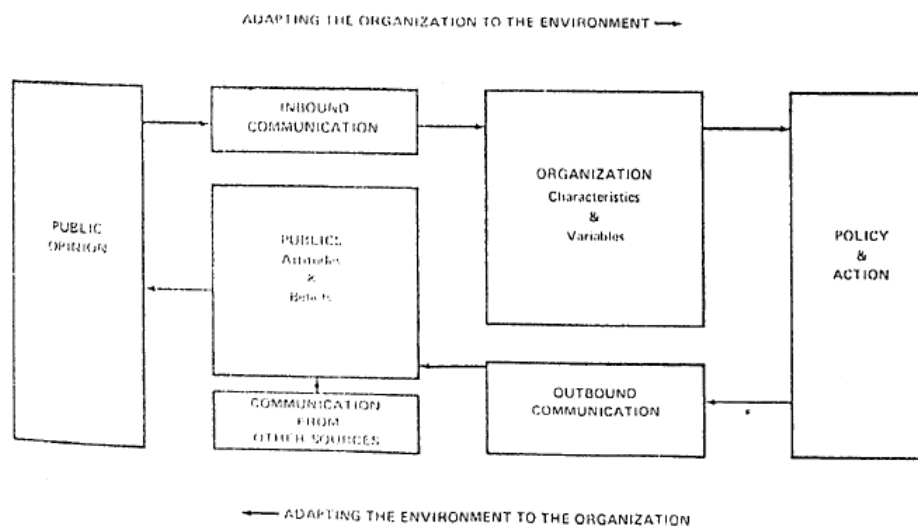 ADAPTING THE ORGANIZATION TO THE ENVIRONMENT
PUBLIC
OPINION
INBOUND
COMMUNICATION
PUBLICS
Attitudes
&
Beliefs
COMMUNICATION
FROM
OTHER SOURCES
ORGANIZATION
Characteristics
&
Variables
OUTBOUND
COMMUNICATION
POLICY
&
ACTION
ADAPTING THE ENVIRONMENT TO THE ORGANIZATION